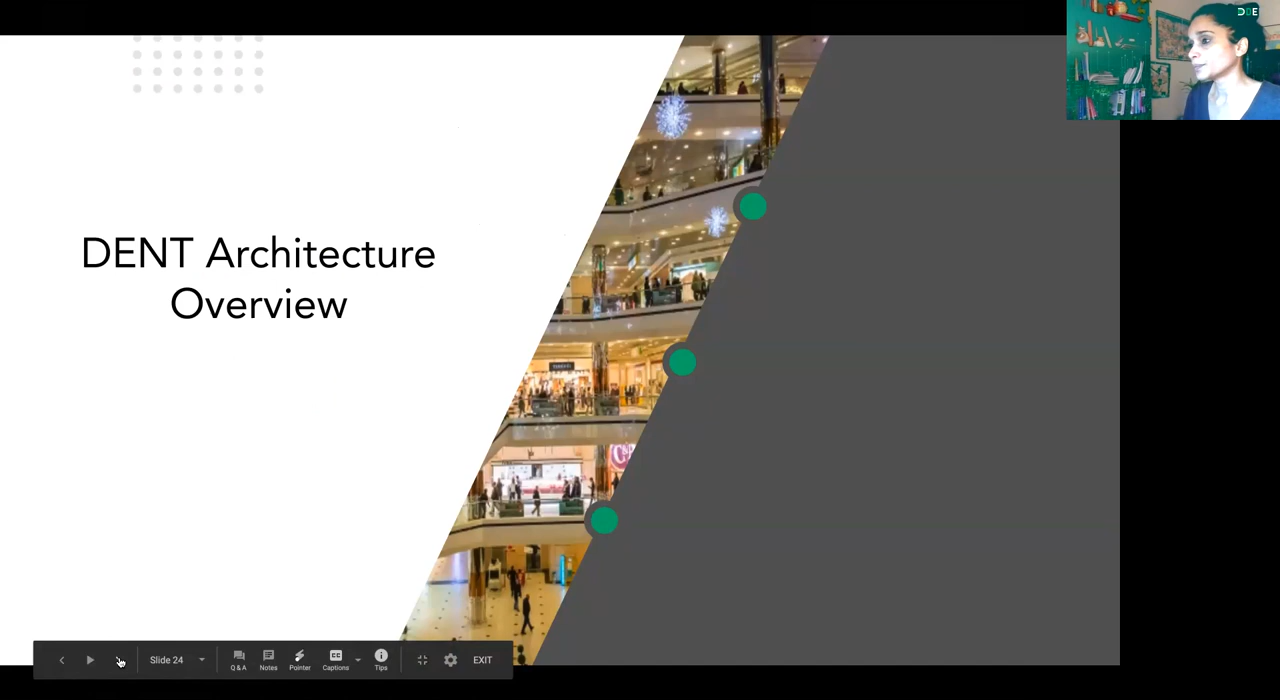 DENT Architecture
Overview
Slide 24
Q&A
Notes
Pointer
Captions
Tips
EXIT